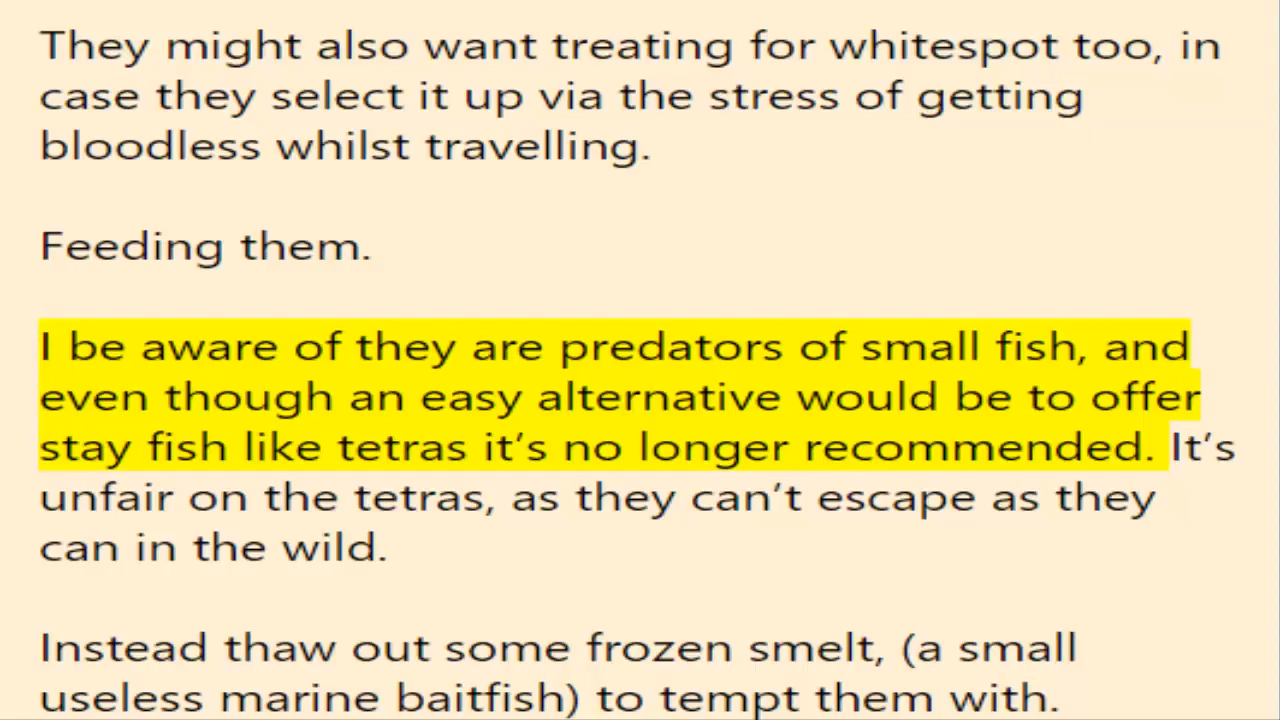 They might also want treating for whitespot too, in
case they select it up via the stress of getting
bloodless whilst travelling.
Feeding them.
I be aware of they are predators of small fish, and
even though an easy alternative would be to offer
stay fish like tetras it’s no longer recommended. It’s
unfair on the tetras, as they can’t escape as they
can in the wild.
Instead thaw out some frozen smelt, (a small
useless marine baitfish) to tempt them with.